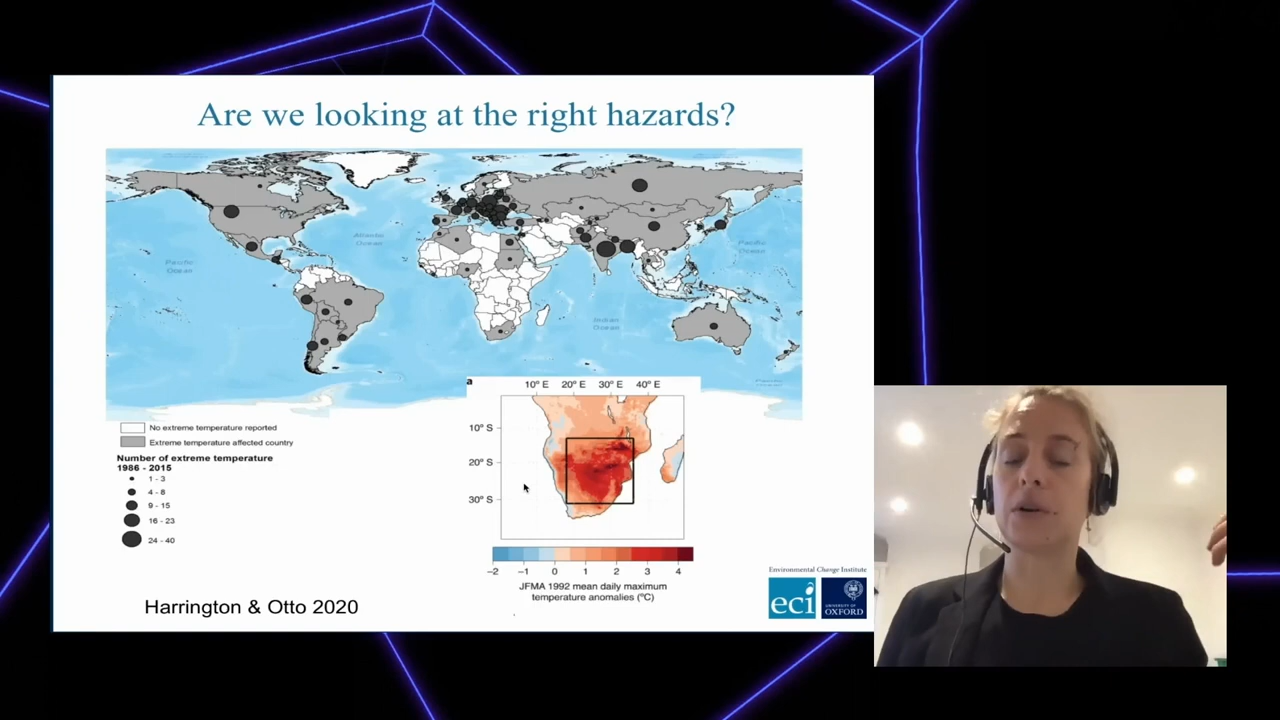 Are we looking at the right hazards?
Atlantic
Ocean
Pacific
Ocean
Pacific
Ocean
Indian
Ocean
No extreme temperature reported
Extreme temperature affected country
Number of extreme temperature
1986 - 2015
1 - 3
4 - 8
9 - 15
16 - 23
24 - 40
a
10° E 20° E 30° E 40° E
10° S
20° S
30° S
−2 −1 0 1 2 3 4
JFMA 1992 mean daily maximum
temperature anomalies (°C)
Harrington & Otto 2020
Environmental Change Institute
eci
UNIVERSITY OF
OXFORD